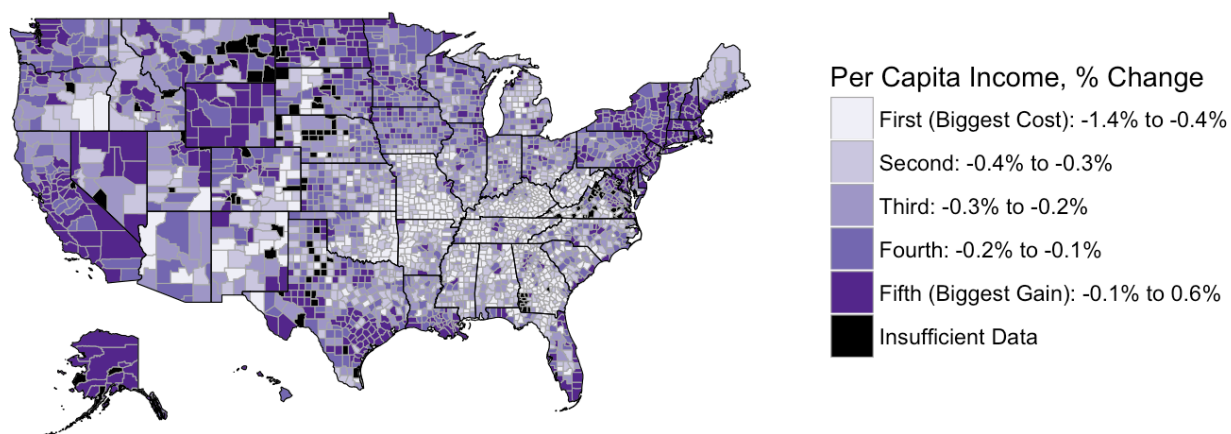 Per Capita Income, % Change
First (Biggest Cost): -1.4% to -0.4%
Second: -0.4% to -0.3%
Third: -0.3% to -0.2%
Fourth: -0.2% to -0.1%
Fifth (Biggest Gain): -0.1% to 0.6%
Insufficient Data